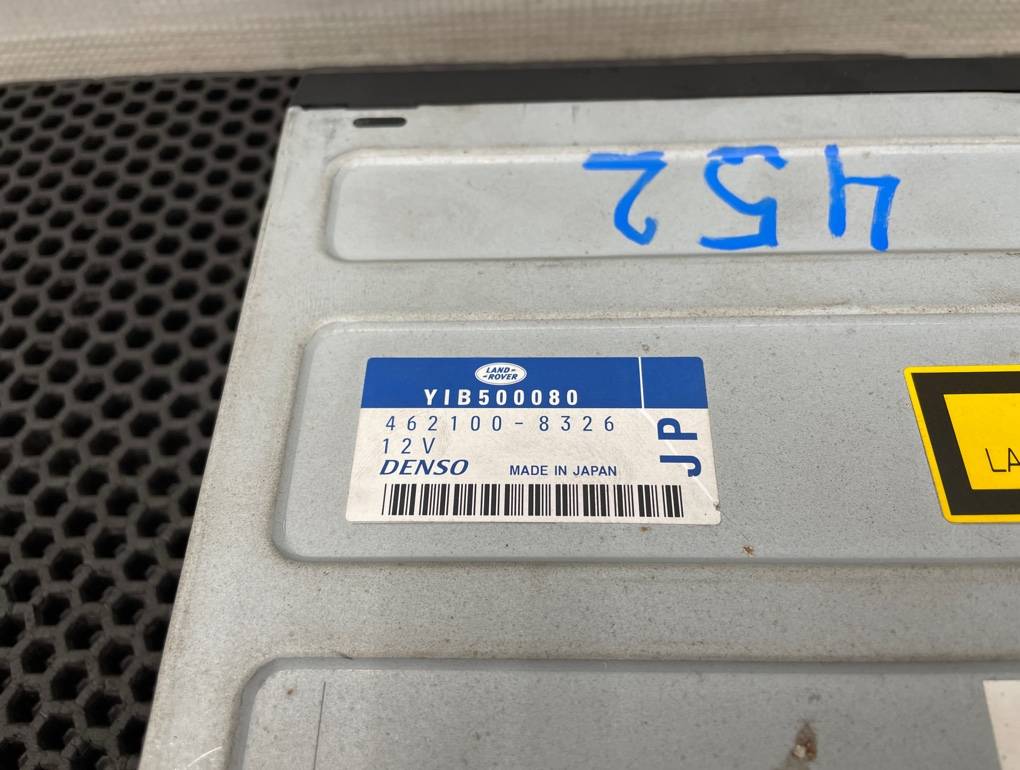 452
LAND-
-ROVER
YIB500080
462100-8326
12V
DENSO MADE IN JAPAN
JP